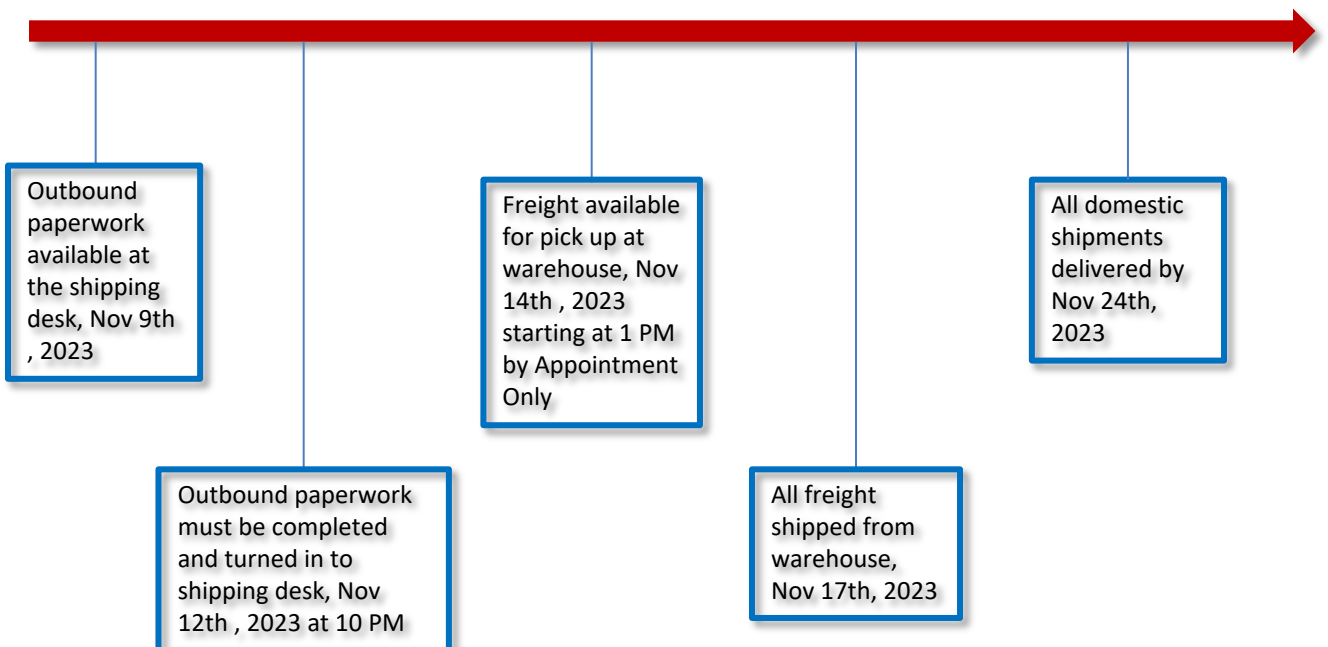 Outbound
paperwork
available at
the shipping
desk, Nov 9th
, 2023
Outbound paperwork
must be completed
and turned in to
shipping desk, Nov
12th , 2023 at 10 PM
Freight available
for pick up at
warehouse, Nov
14th , 2023
starting at 1 PM
by Appointment
Only
All freight
shipped from
warehouse,
Nov 17th, 2023
All domestic
shipments
delivered by
Nov 24th,
2023